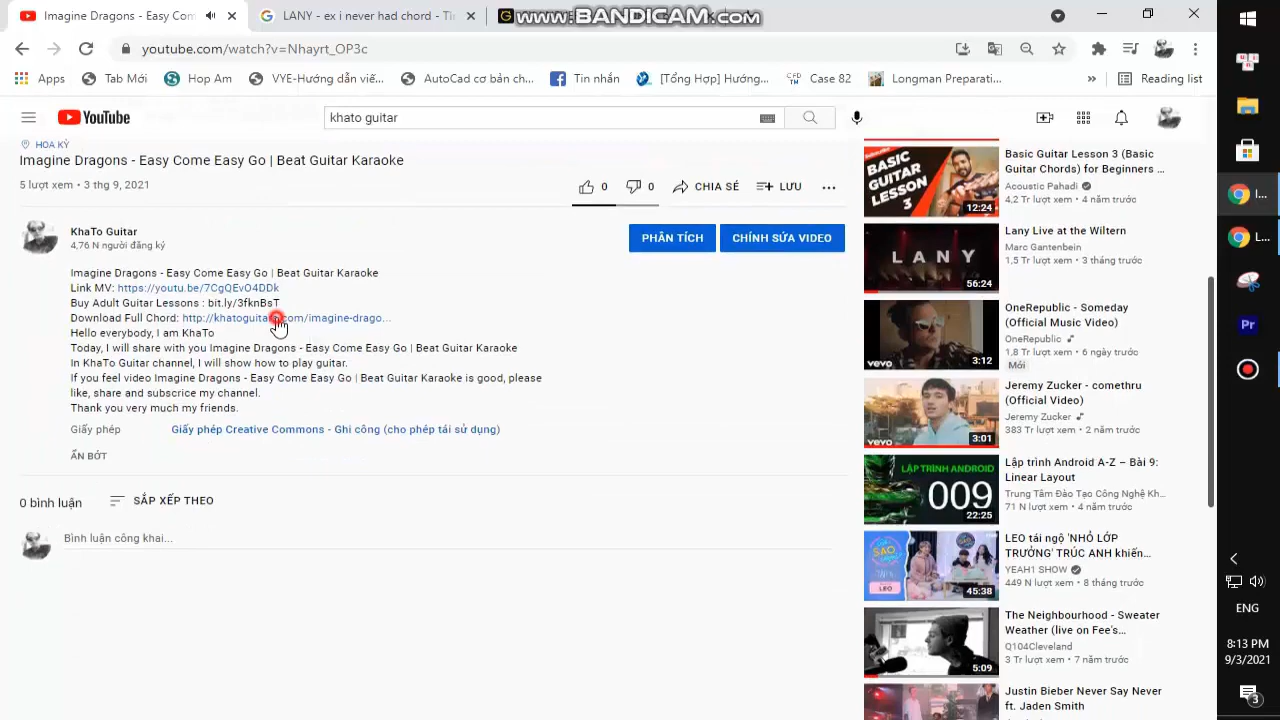 www.BANDICAM.com
Imagine Dragons - Easy Com
LANY - ex i never had chord - Tì
youtube.com/watch?v=Nhayrt_OP3c
Apps
Tab Mới
Hop Am
VYE-Hướng dẫn viế...
AutoCad cơ bản ch...
Tin nhắn
[Tổng Hợp] Hướng...
Case 82
Longman Preparati...
»
Reading list
YouTube
khato guitar
HOA KỲ
Imagine Dragons - Easy Come Easy Go | Beat Guitar Karaoke
5 lượt xem • 3 thg 9, 2021
0
0
CHIA SẺ
LƯU
KhaTo Guitar
4,76 N người đăng ký
PHÂN TÍCH
CHỈNH SỬA VIDEO
Imagine Dragons - Easy Come Easy Go | Beat Guitar Karaoke
Link MV: https://youtu.be/7CgQEvO4DDk
Buy Adult Guitar Lessons : bit.ly/3fknBsT
Download Full Chord: http://khatoguitar.com/imagine-drago...
Hello everybody, I am KhaTo
Today, I will share with you Imagine Dragons - Easy Come Easy Go | Beat Guitar Karaoke
In KhaTo Guitar channel, I will show how to play guitar.
If you feel video Imagine Dragons - Easy Come Easy Go | Beat Guitar Karaoke is good, please
like, share and subscrice my channel.
Thank you very much my friends.
Giấy phép
Giấy phép Creative Commons - Ghi công (cho phép tái sử dụng)
ẨN BỚT
0 bình luận
SẮP XẾP THEO
Bình luận công khai...
BASIC
GUITAR
LESSON
3
12:24
Basic Guitar Lesson 3 (Basic
Guitar Chords) for Beginners ...
Acoustic Pahadi
4,2 Tr lượt xem • 4 năm trước
LANY
56:24
Lany Live at the Wiltern
Marc Gantenbein
1,5 Tr lượt xem • 3 tháng trước
vevo
3:12
OneRepublic - Someday
(Official Music Video)
OneRepublic
1,8 Tr lượt xem • 6 ngày trước
Mới
vevo
3:01
Jeremy Zucker - comethru
(Official Video)
Jeremy Zucker
383 Tr lượt xem • 2 năm trước
LẬP TRÌNH ANDROID
009
22:25
Lập trình Android A-Z – Bài 9:
Linear Layout
Trung Tâm Đào Tạo Công Nghệ Kh...
71 N lượt xem • 4 năm trước
SAO
LEO
45:38
LEO tái ngộ 'NHỎ LỚP
TRƯỞNG' TRÚC ANH khiến...
YEAH1 SHOW
449 N lượt xem • 8 tháng trước
5:09
The Neighbourhood - Sweater
Weather (live on Fee's...
Q104Cleveland
3 Tr lượt xem • 7 năm trước
Justin Bieber Never Say Never
ft. Jaden Smith
I...
L...
Pr
ENG
8:13 PM
9/3/2021
3